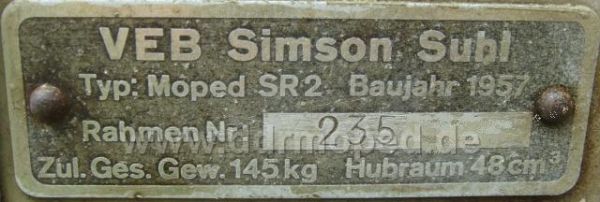 VEB Simson Suhl
Typ: Moped SR2 Baujahr 1957
Rahmen Nr. 235
www.ddrmoped.de
Zul. Ges. Gew. 145 kg Hubraum 48 cm³